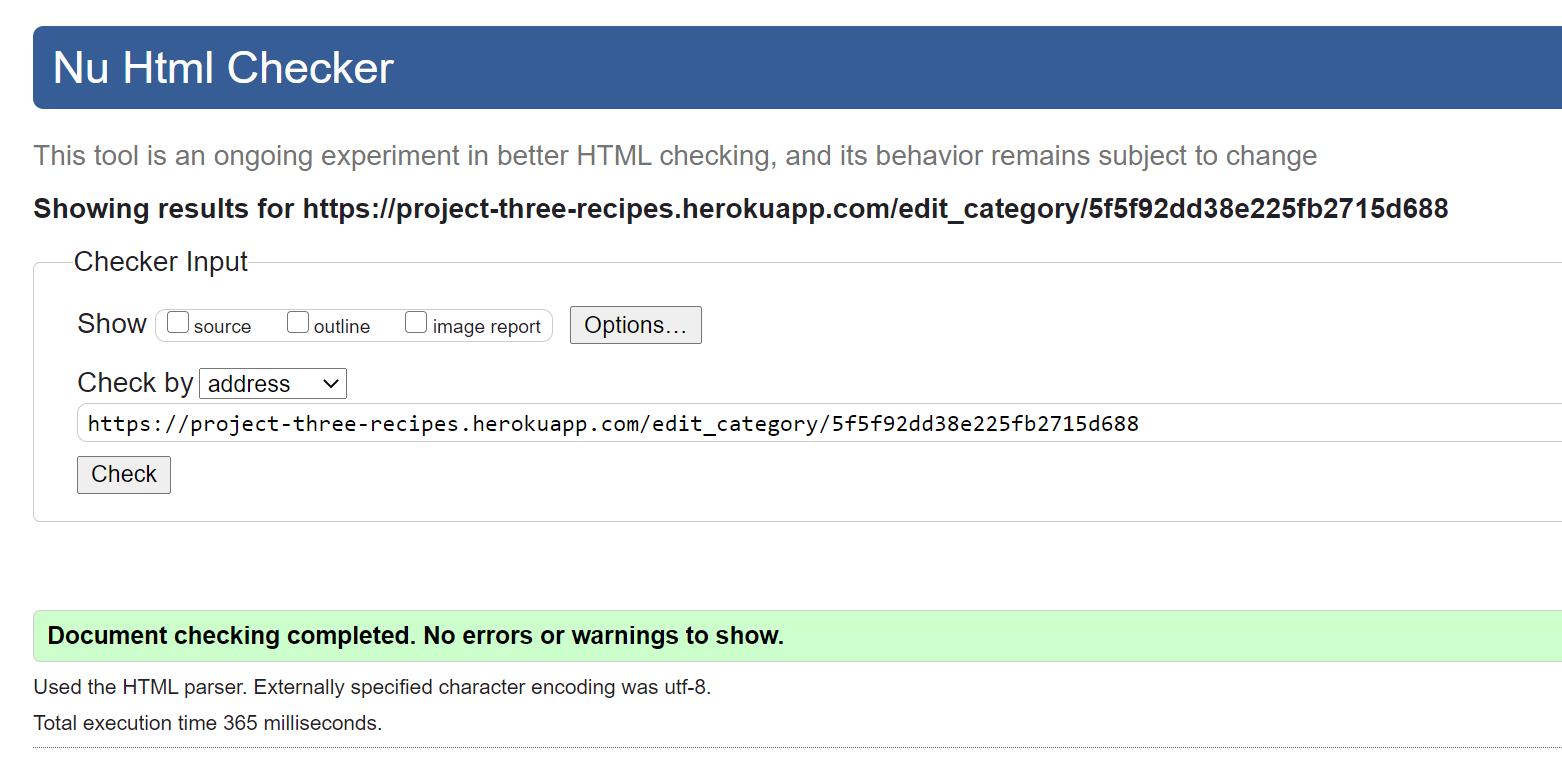 Nu Html Checker
This tool is an ongoing experiment in better HTML checking, and its behavior remains subject to change
Showing results for https://project-three-recipes.herokuapp.com/edit_category/5f5f92dd38e225fb2715d688
Checker Input
Show source outline image report Options...
Check by address
https://project-three-recipes.herokuapp.com/edit_category/5f5f92dd38e225fb2715d688
Check
Document checking completed. No errors or warnings to show.
Used the HTML parser. Externally specified character encoding was utf-8.
Total execution time 365 milliseconds.